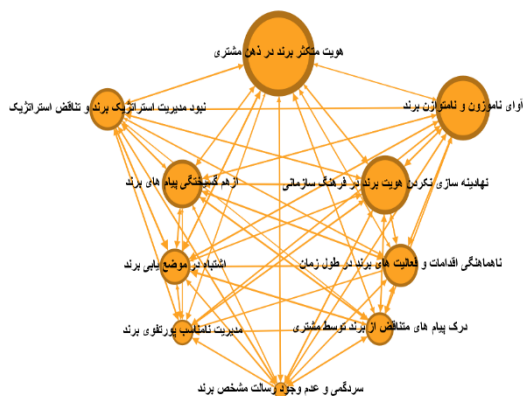 هویت متکثر برند در ذهن مشتری
آوای ناموزون و نامتوازن برند
نبود مدیریت استراتژیک برند و تناقض استراتژیک
ازهم گسیختگی پیام های برند
نهادینه سازی نکردن هویت برند در فرهنگ سازمانی
ناهماهنگی اقدامات و فعالیت های برند در طول زمان
اشتباه در موضع یابی برند
درک پیام های متناقض از برند توسط مشتری
مدیریت نامناسب پورتفوی برند
سردگمی و عدم وجود رسالت مشخص برند